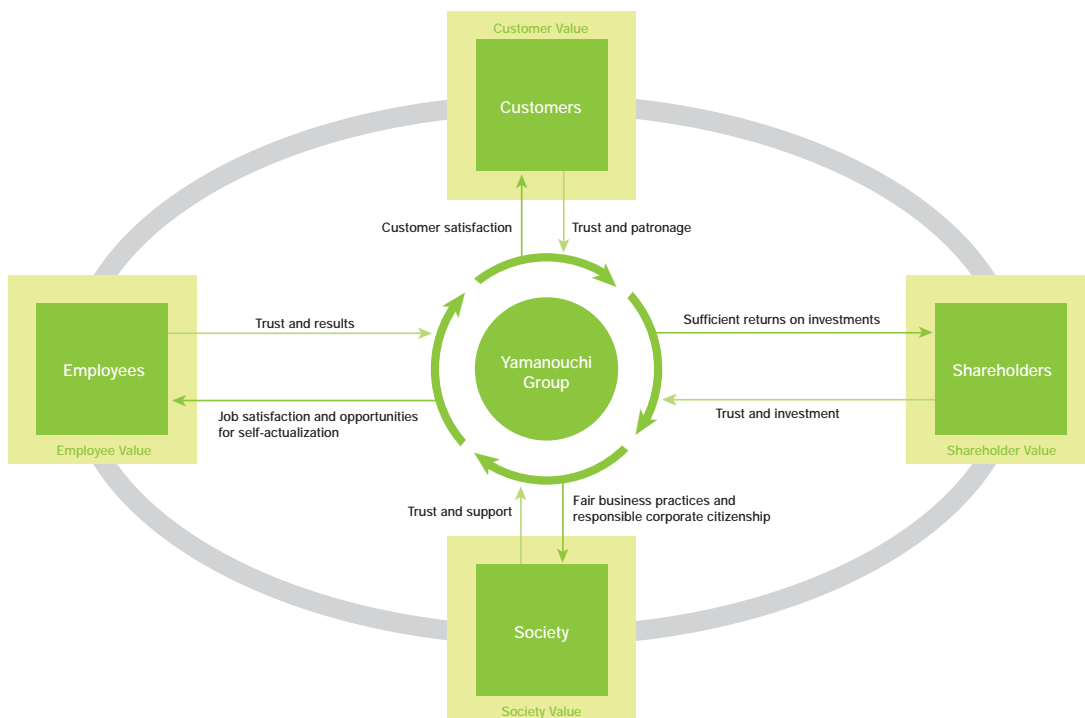 Customer Value
Customers
Customer satisfaction
Trust and patronage
Trust and results
Sufficient returns on investments
Employees
Yamanouchi
Group
Shareholders
Job satisfaction and opportunities
for self-actualization
Trust and investment
Employee Value
Shareholder Value
Trust and support
Fair business practices and
responsible corporate citizenship
Society
Society Value